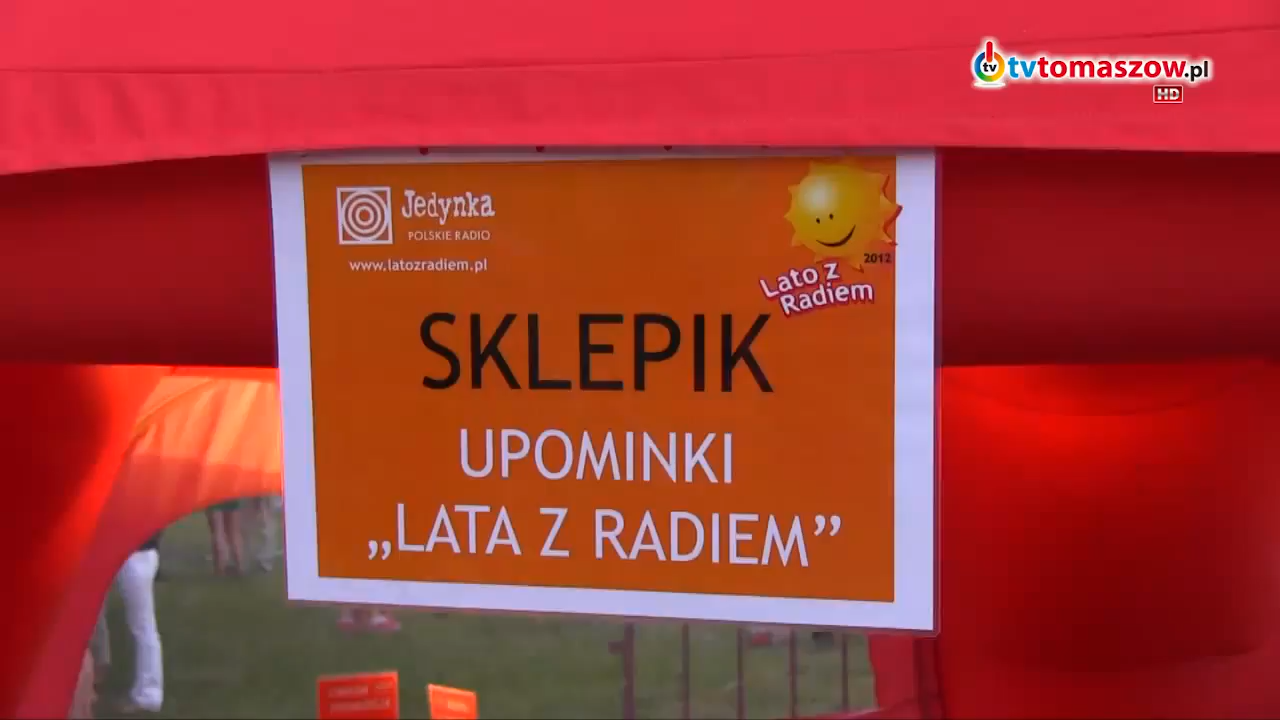 tvtomaszow.pl
HD
Jedynka
POLSKIE RADIO
www.latozradiem.pl
2012
Lato z
Radiem
SKLEPIK
UPOMINKI
„LATA Z RADIEM”